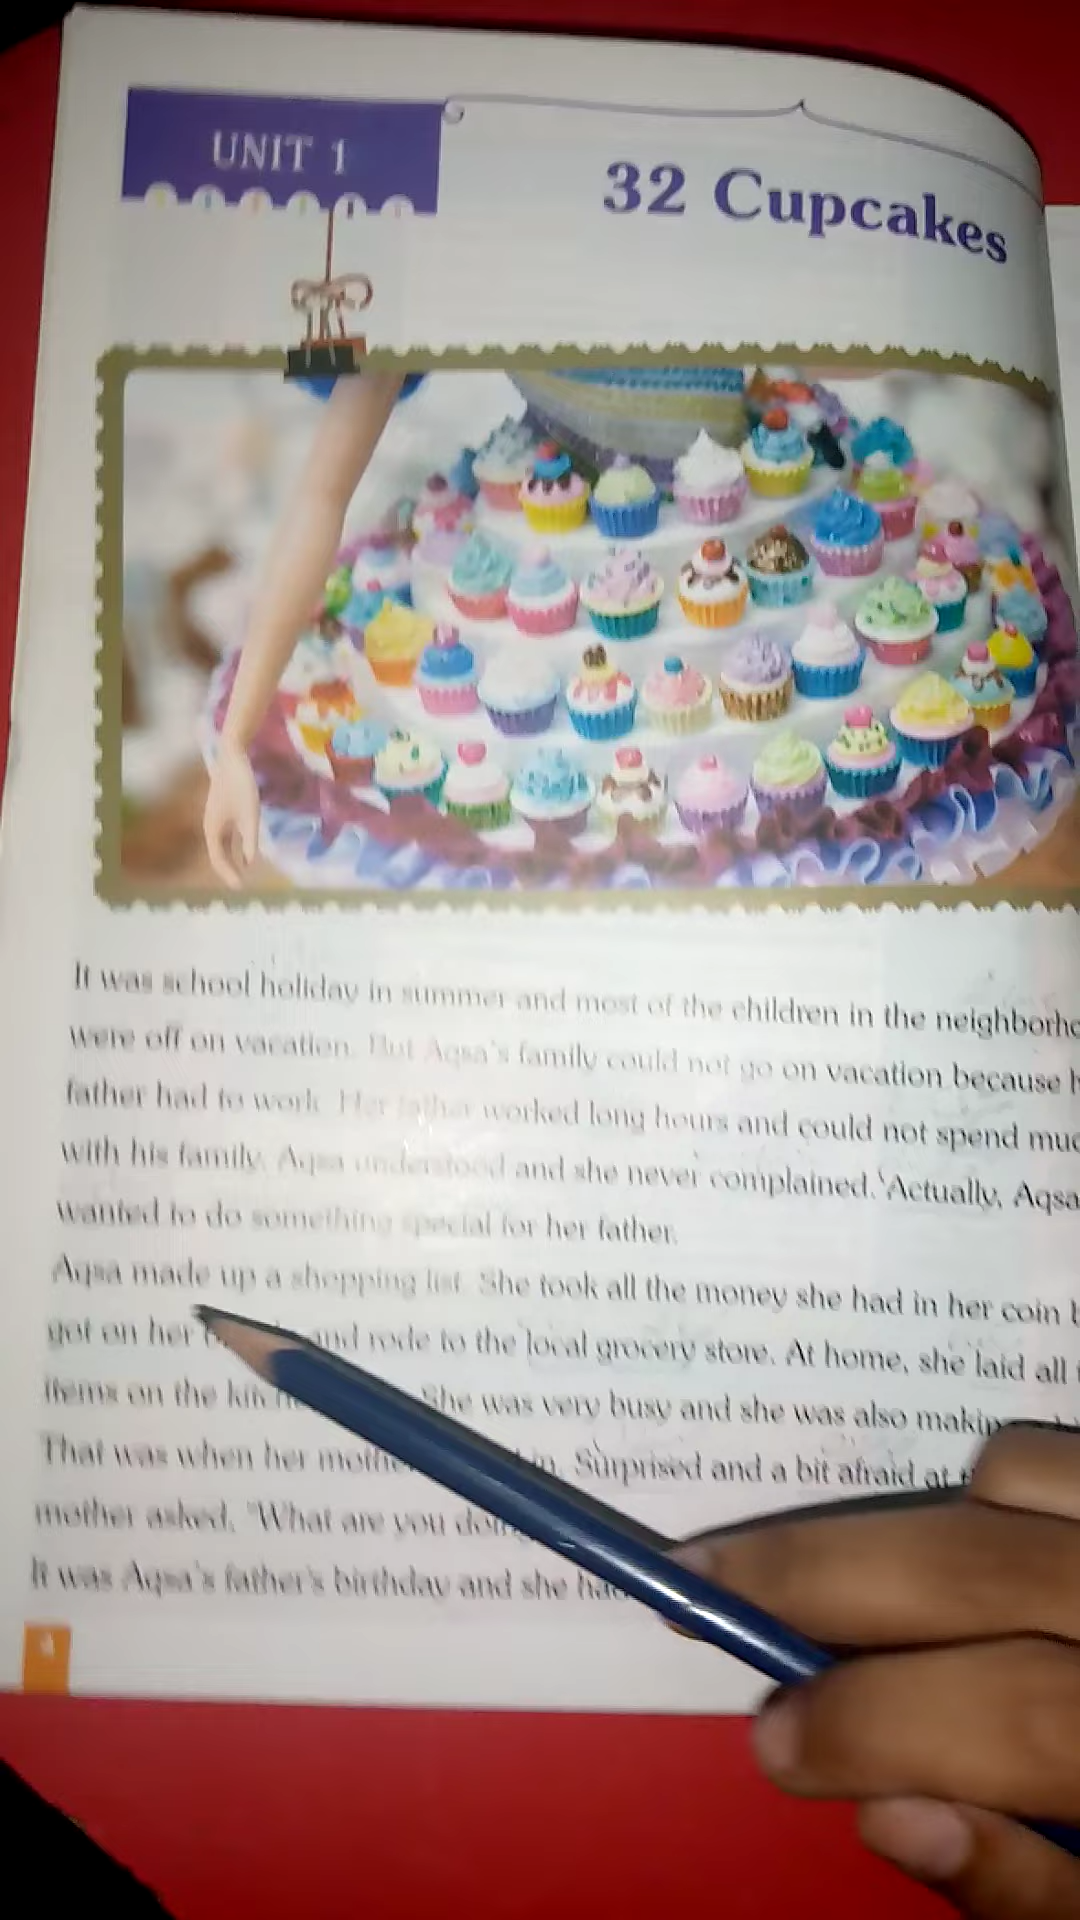 UNIT 1
32 Cupcakes
It was school holiday in summer and most of the children in the neighborho
were off on vacation. But Aqsa's family could not go on vacation because h
father had to work. Her father worked long hours and could not spend muc
with his family. Aqsa understood and she never complained. Actually, Aqsa
wanted to do something special for her father.
Aqsa made up a shopping list. She took all the money she had in her coin b
got on her and rode to the local grocery store. At home, she laid all
items on the She was very busy and she was also making
That was when her in. Surprised and a bit afraid at
mother asked, "What are you
It was Aqsa's father's birthday and she had
4